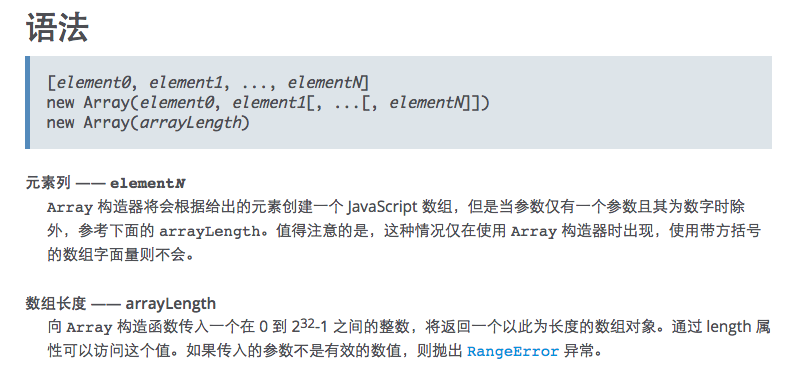 语法
[element0, element1, ..., elementN]
new Array(element0, element1[, ...[, elementN]])
new Array(arrayLength)
元素列 —— elementN
Array 构造器将会根据给出的元素创建一个 JavaScript 数组，但是当参数仅有一个参数且其为数字时除
外，参考下面的 arrayLength。值得注意的是，这种情况仅在使用 Array 构造器时出现，使用带方括号
的数组字面量则不会。
数组长度 —— arrayLength
向 Array 构造函数传入一个在 0 到 2³²-1 之间的整数，将返回一个以此为长度的数组对象。通过 length 属
性可以访问这个值。如果传入的参数不是有效的数值，则抛出 RangeError 异常。